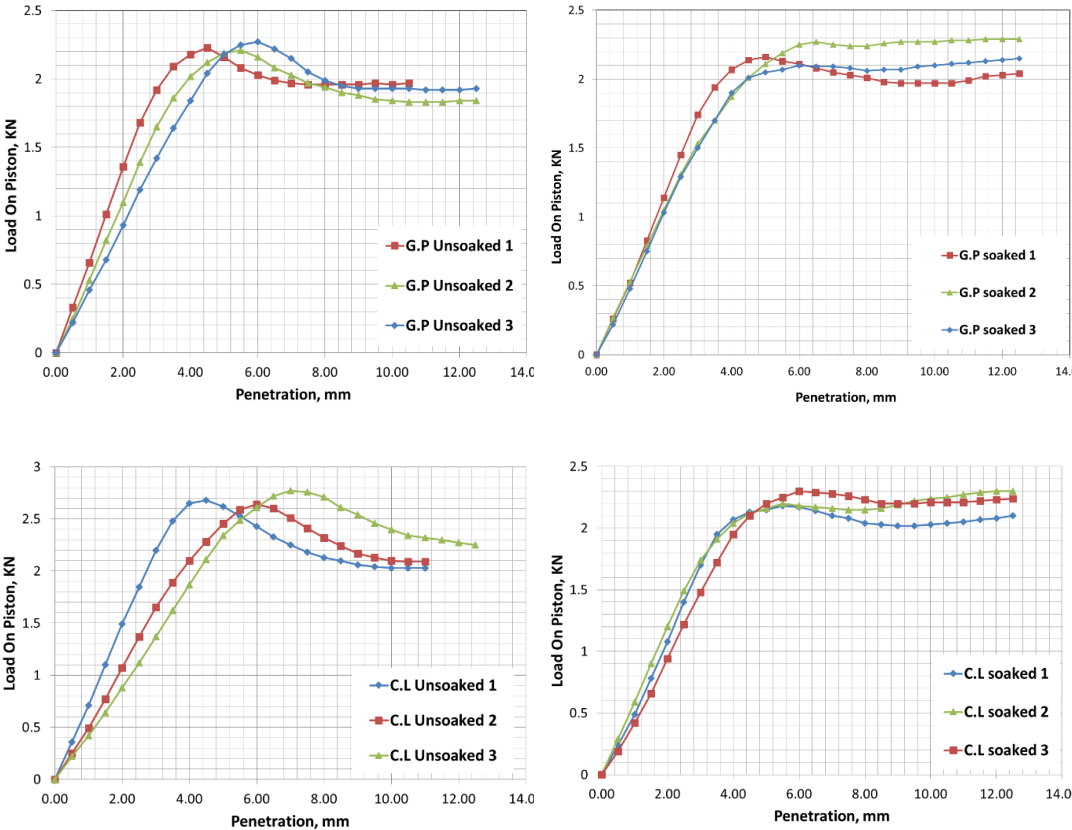 2.5
2
1.5
1
0.5
0
Load On Piston, KN
G.P Unsoaked 1
G.P Unsoaked 2
G.P Unsoaked 3
0.00 2.00 4.00 6.00 8.00 10.00 12.00 14.0
Penetration, mm
2.5
2
1.5
1
0.5
0
Load On Piston, KN
G.P soaked 1
G.P soaked 2
G.P soaked 3
0.00 2.00 4.00 6.00 8.00 10.00 12.00 14.0
Penetration, mm
3
2.5
2
1.5
1
0.5
0
Load On Piston, KN
C.L Unsoaked 1
C.L Unsoaked 2
C.L Unsoaked 3
0.00 2.00 4.00 6.00 8.00 10.00 12.00 14.0
Penetration, mm
2.5
2
1.5
1
0.5
0
Load On Piston, KN
C.L soaked 1
C.L soaked 2
C.L soaked 3
0.00 2.00 4.00 6.00 8.00 10.00 12.00 14.0
Penetration, mm